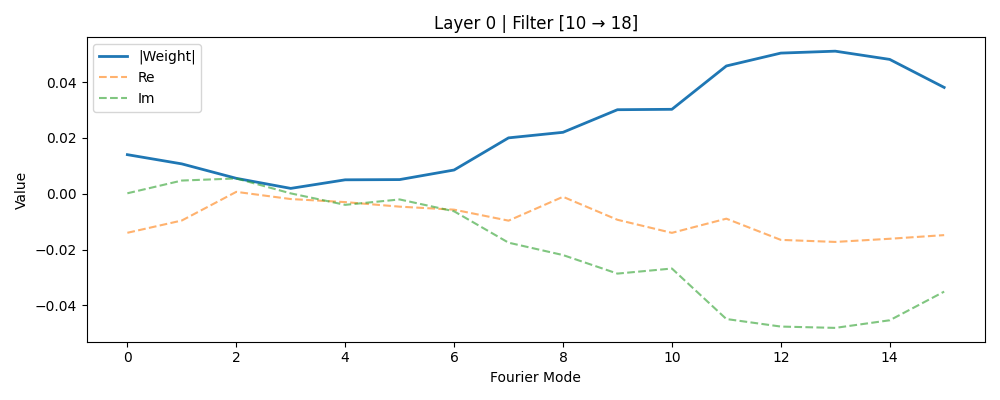 Layer 0 | Filter [10 → 18]
|Weight|
Re
Im
Value
0.04
0.02
0.00
−0.02
−0.04
0 2 4 6 8 10 12 14
Fourier Mode